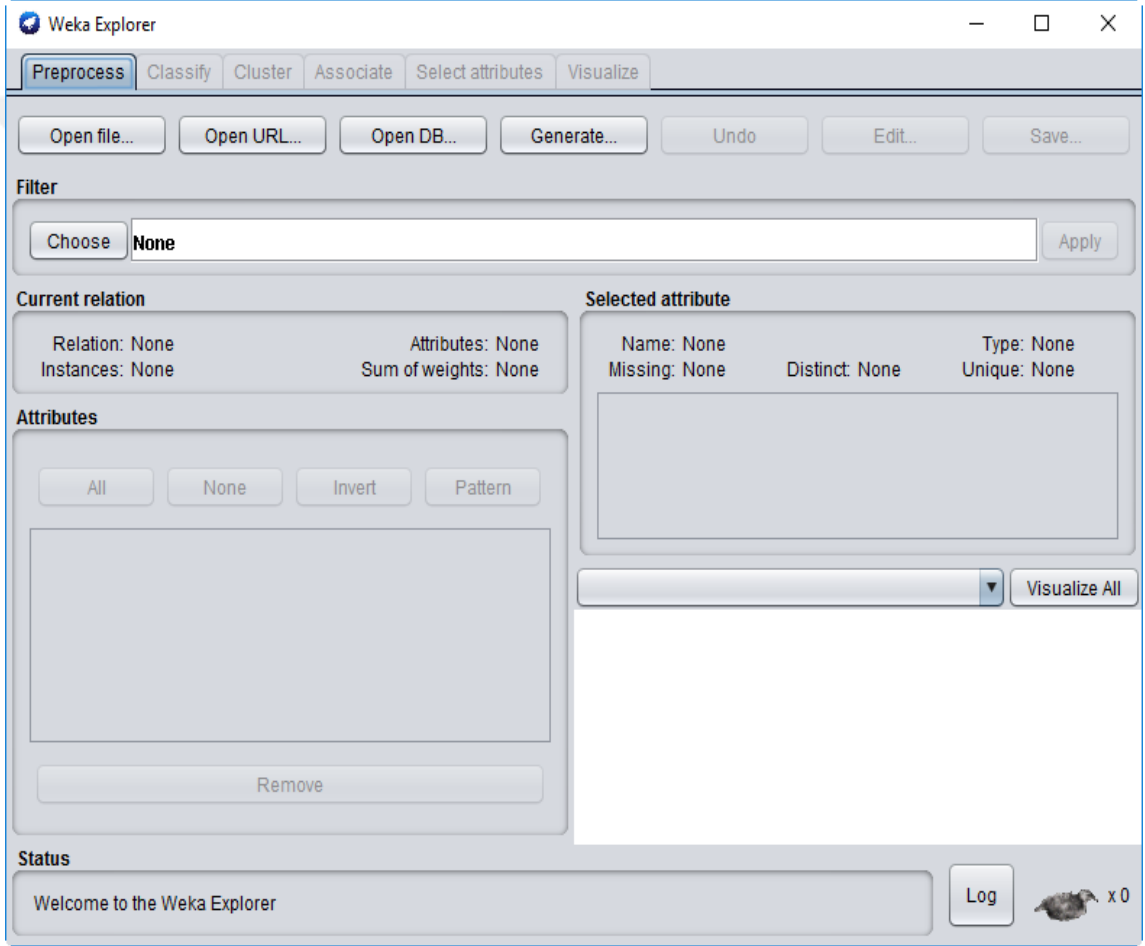 Weka Explorer
Preprocess Classify Cluster Associate Select attributes Visualize
Open file... Open URL... Open DB... Generate... Undo Edit... Save...
Filter
Choose None Apply
Current relation
Relation: None Attributes: None
Instances: None Sum of weights: None
Selected attribute
Name: None Type: None
Missing: None Distinct: None Unique: None
Attributes
All None Invert Pattern
Remove
Visualize All
Status
Welcome to the Weka Explorer
Log x 0